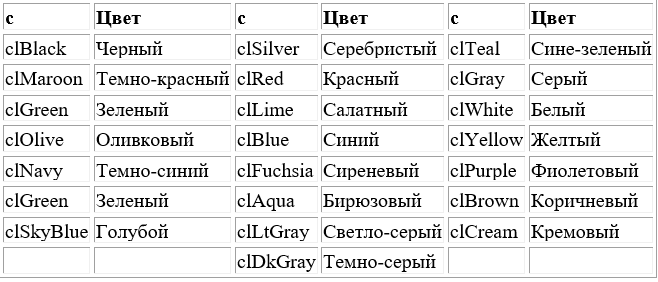 с Цвет с Цвет с Цвет
clBlack Черный clSilver Серебристый clTeal Сине-зеленый
clMaroon Темно-красный clRed Красный clGray Серый
clGreen Зеленый clLime Салатный clWhite Белый
clOlive Оливковый clBlue Синий clYellow Желтый
clNavy Темно-синий clFuchsia Сиреневый clPurple Фиолетовый
clGreen Зеленый clAqua Бирюзовый clBrown Коричневый
clSkyBlue Голубой clLtGray Светло-серый clCream Кремовый
clDkGray Темно-серый